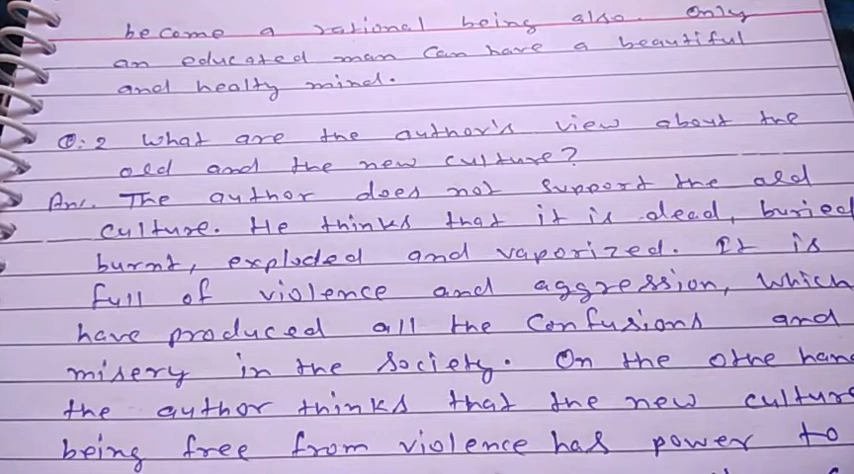 become a rational being also. Only
an educated man can have a beautiful
and healty mind.
Q:2 What are the author's view about the
old and the new culture?
Ans. The author does not support the old
culture. He thinks that it is dead, buried
burnt, exploded and vaporized. It is
full of violence and aggression, which
have produced all the confusions and
misery in the society. On the othe hand
the author thinks that the new culture
being free from violence has power to